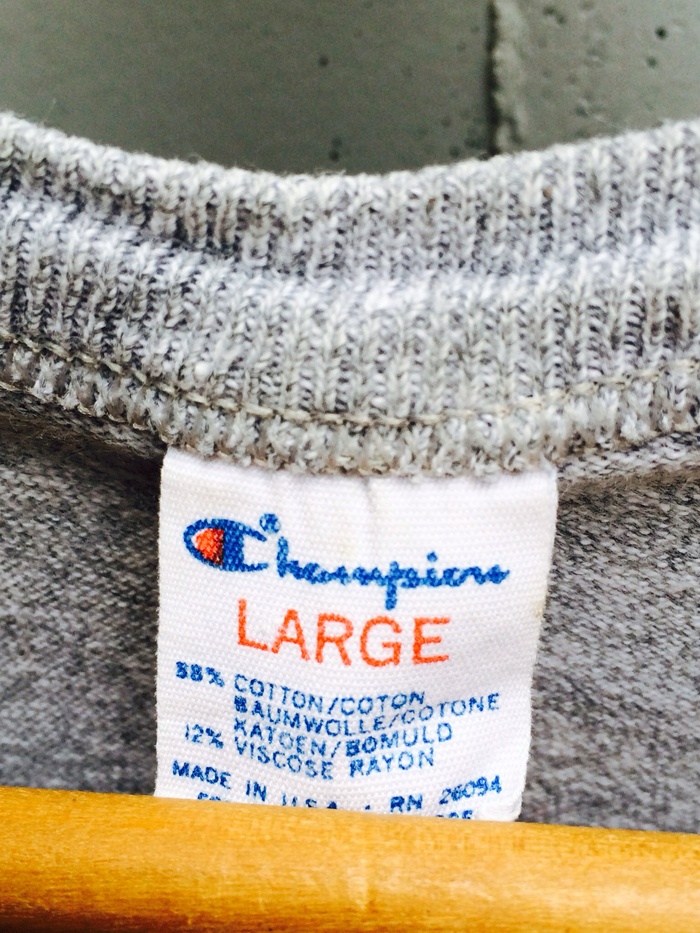 Champion®
LARGE
88% COTTON/COTON
BAUMWOLLE/COTONE
KATOEN/BOMULD
12% VISCOSE RAYON
MADE IN U.S.A. RN 26094